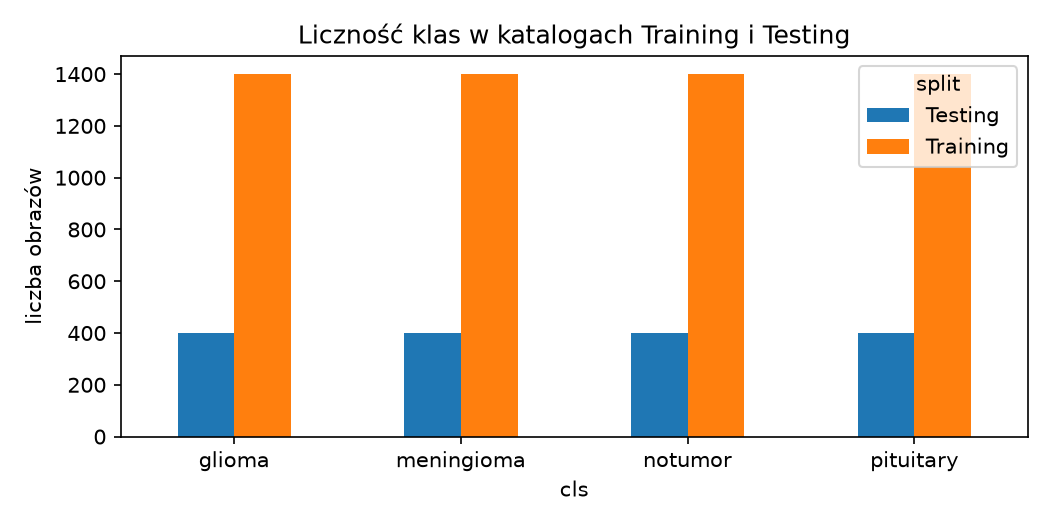 Liczność klas w katalogach Training i Testing
split
Testing
Training
1400
1200
1000
800
600
400
200
0
liczba obrazów
glioma meningioma notumor pituitary
cls